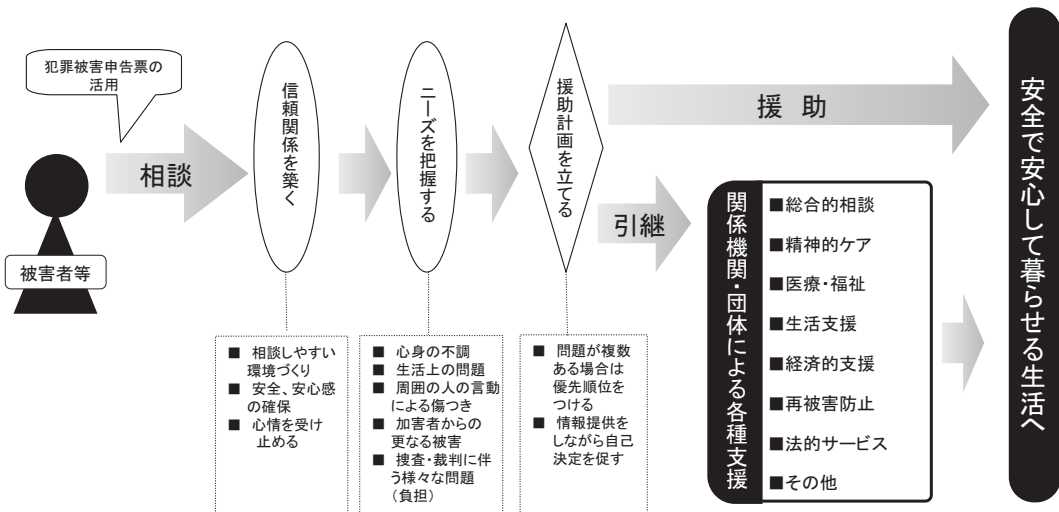 犯罪被害申告票の
活用
被害者等
相談
信頼関係を築く
ニーズを把握する
援助計画を立てる
援 助
引継
■ 相談しやすい
環境づくり
■ 安全、安心感
の確保
■ 心情を受け
止める
■ 心身の不調
■ 生活上の問題
■ 周囲の人の言動
による傷つき
■ 加害者からの
更なる被害
■ 捜査・裁判に伴
う様々な問題
(負担)
■ 問題が複数
ある場合は
優先順位を
つける
■ 情報提供を
しながら自己
決定を促す
関係機関・団体による各種支援
■総合的相談
■精神的ケア
■医療・福祉
■生活支援
■経済的支援
■再被害防止
■法的サービス
■その他
安全で安心して暮らせる生活へ